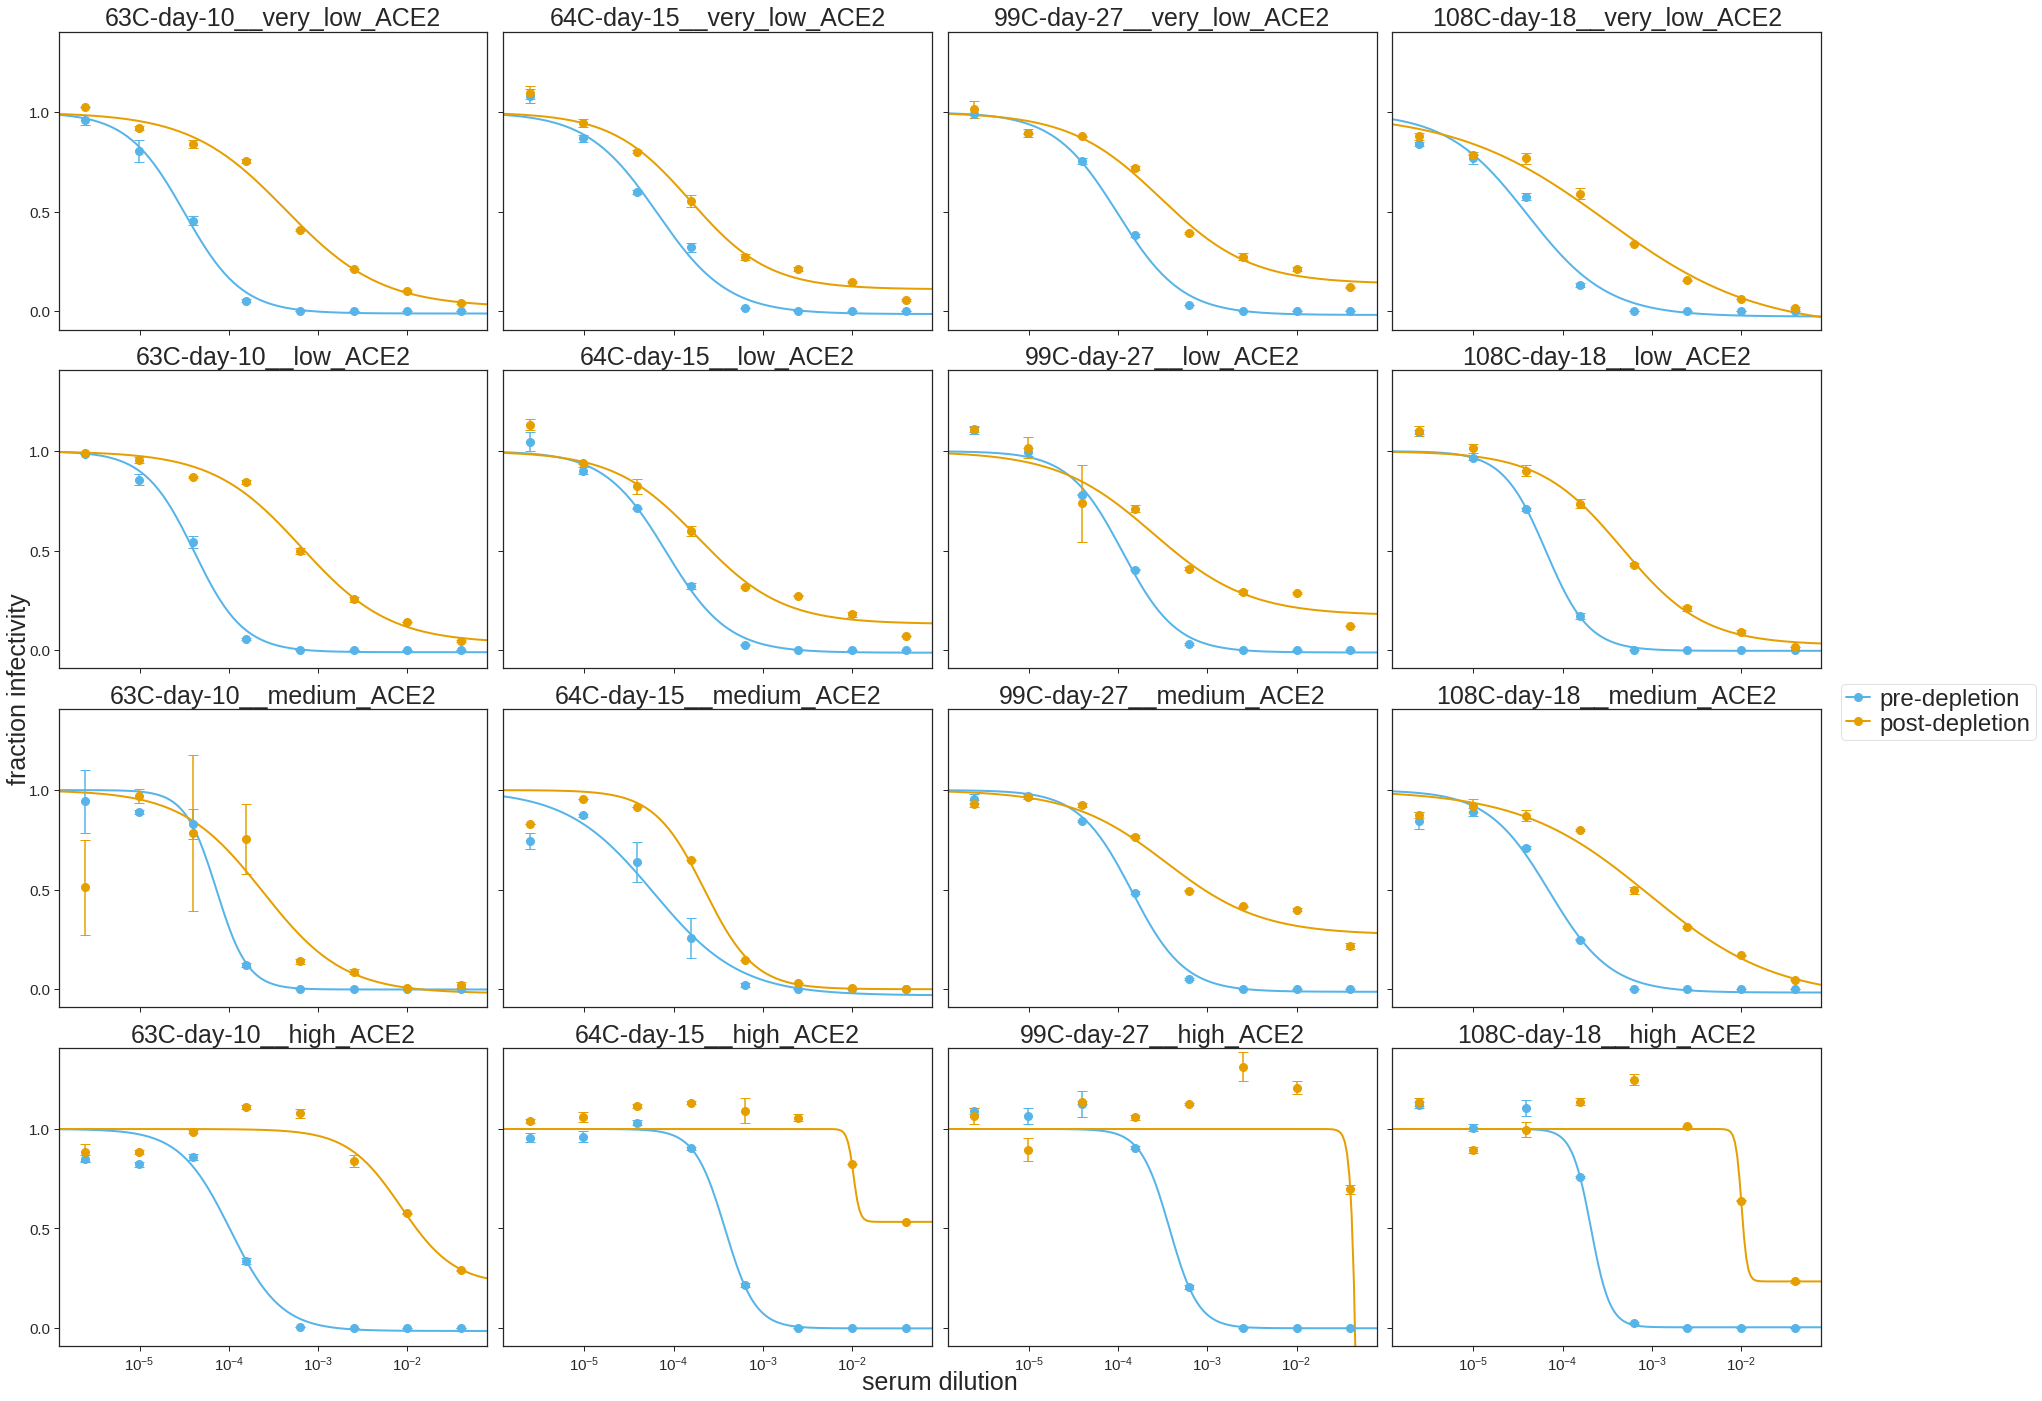 63C-day-10__very_low_ACE2
64C-day-15__very_low_ACE2
99C-day-27__very_low_ACE2
108C-day-18__very_low_ACE2
1.0
0.5
0.0
63C-day-10__low_ACE2
64C-day-15__low_ACE2
99C-day-27__low_ACE2
108C-day-18__low_ACE2
1.0
0.5
0.0
fraction infectivity
63C-day-10__medium_ACE2
64C-day-15__medium_ACE2
99C-day-27__medium_ACE2
108C-day-18__medium_ACE2
pre-depletion
post-depletion
1.0
0.5
0.0
63C-day-10__high_ACE2
64C-day-15__high_ACE2
99C-day-27__high_ACE2
108C-day-18__high_ACE2
1.0
0.5
0.0
10⁻⁵ 10⁻⁴ 10⁻³ 10⁻²
10⁻⁵ 10⁻⁴ 10⁻³ 10⁻²
10⁻⁵ 10⁻⁴ 10⁻³ 10⁻²
10⁻⁵ 10⁻⁴ 10⁻³ 10⁻²
serum dilution